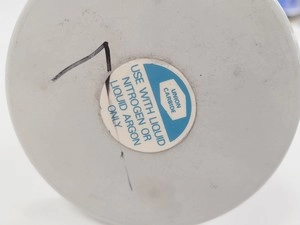 UNION
CARBIDE
USE WITH LIQUID
NITROGEN OR
LIQUID ARGON
ONLY